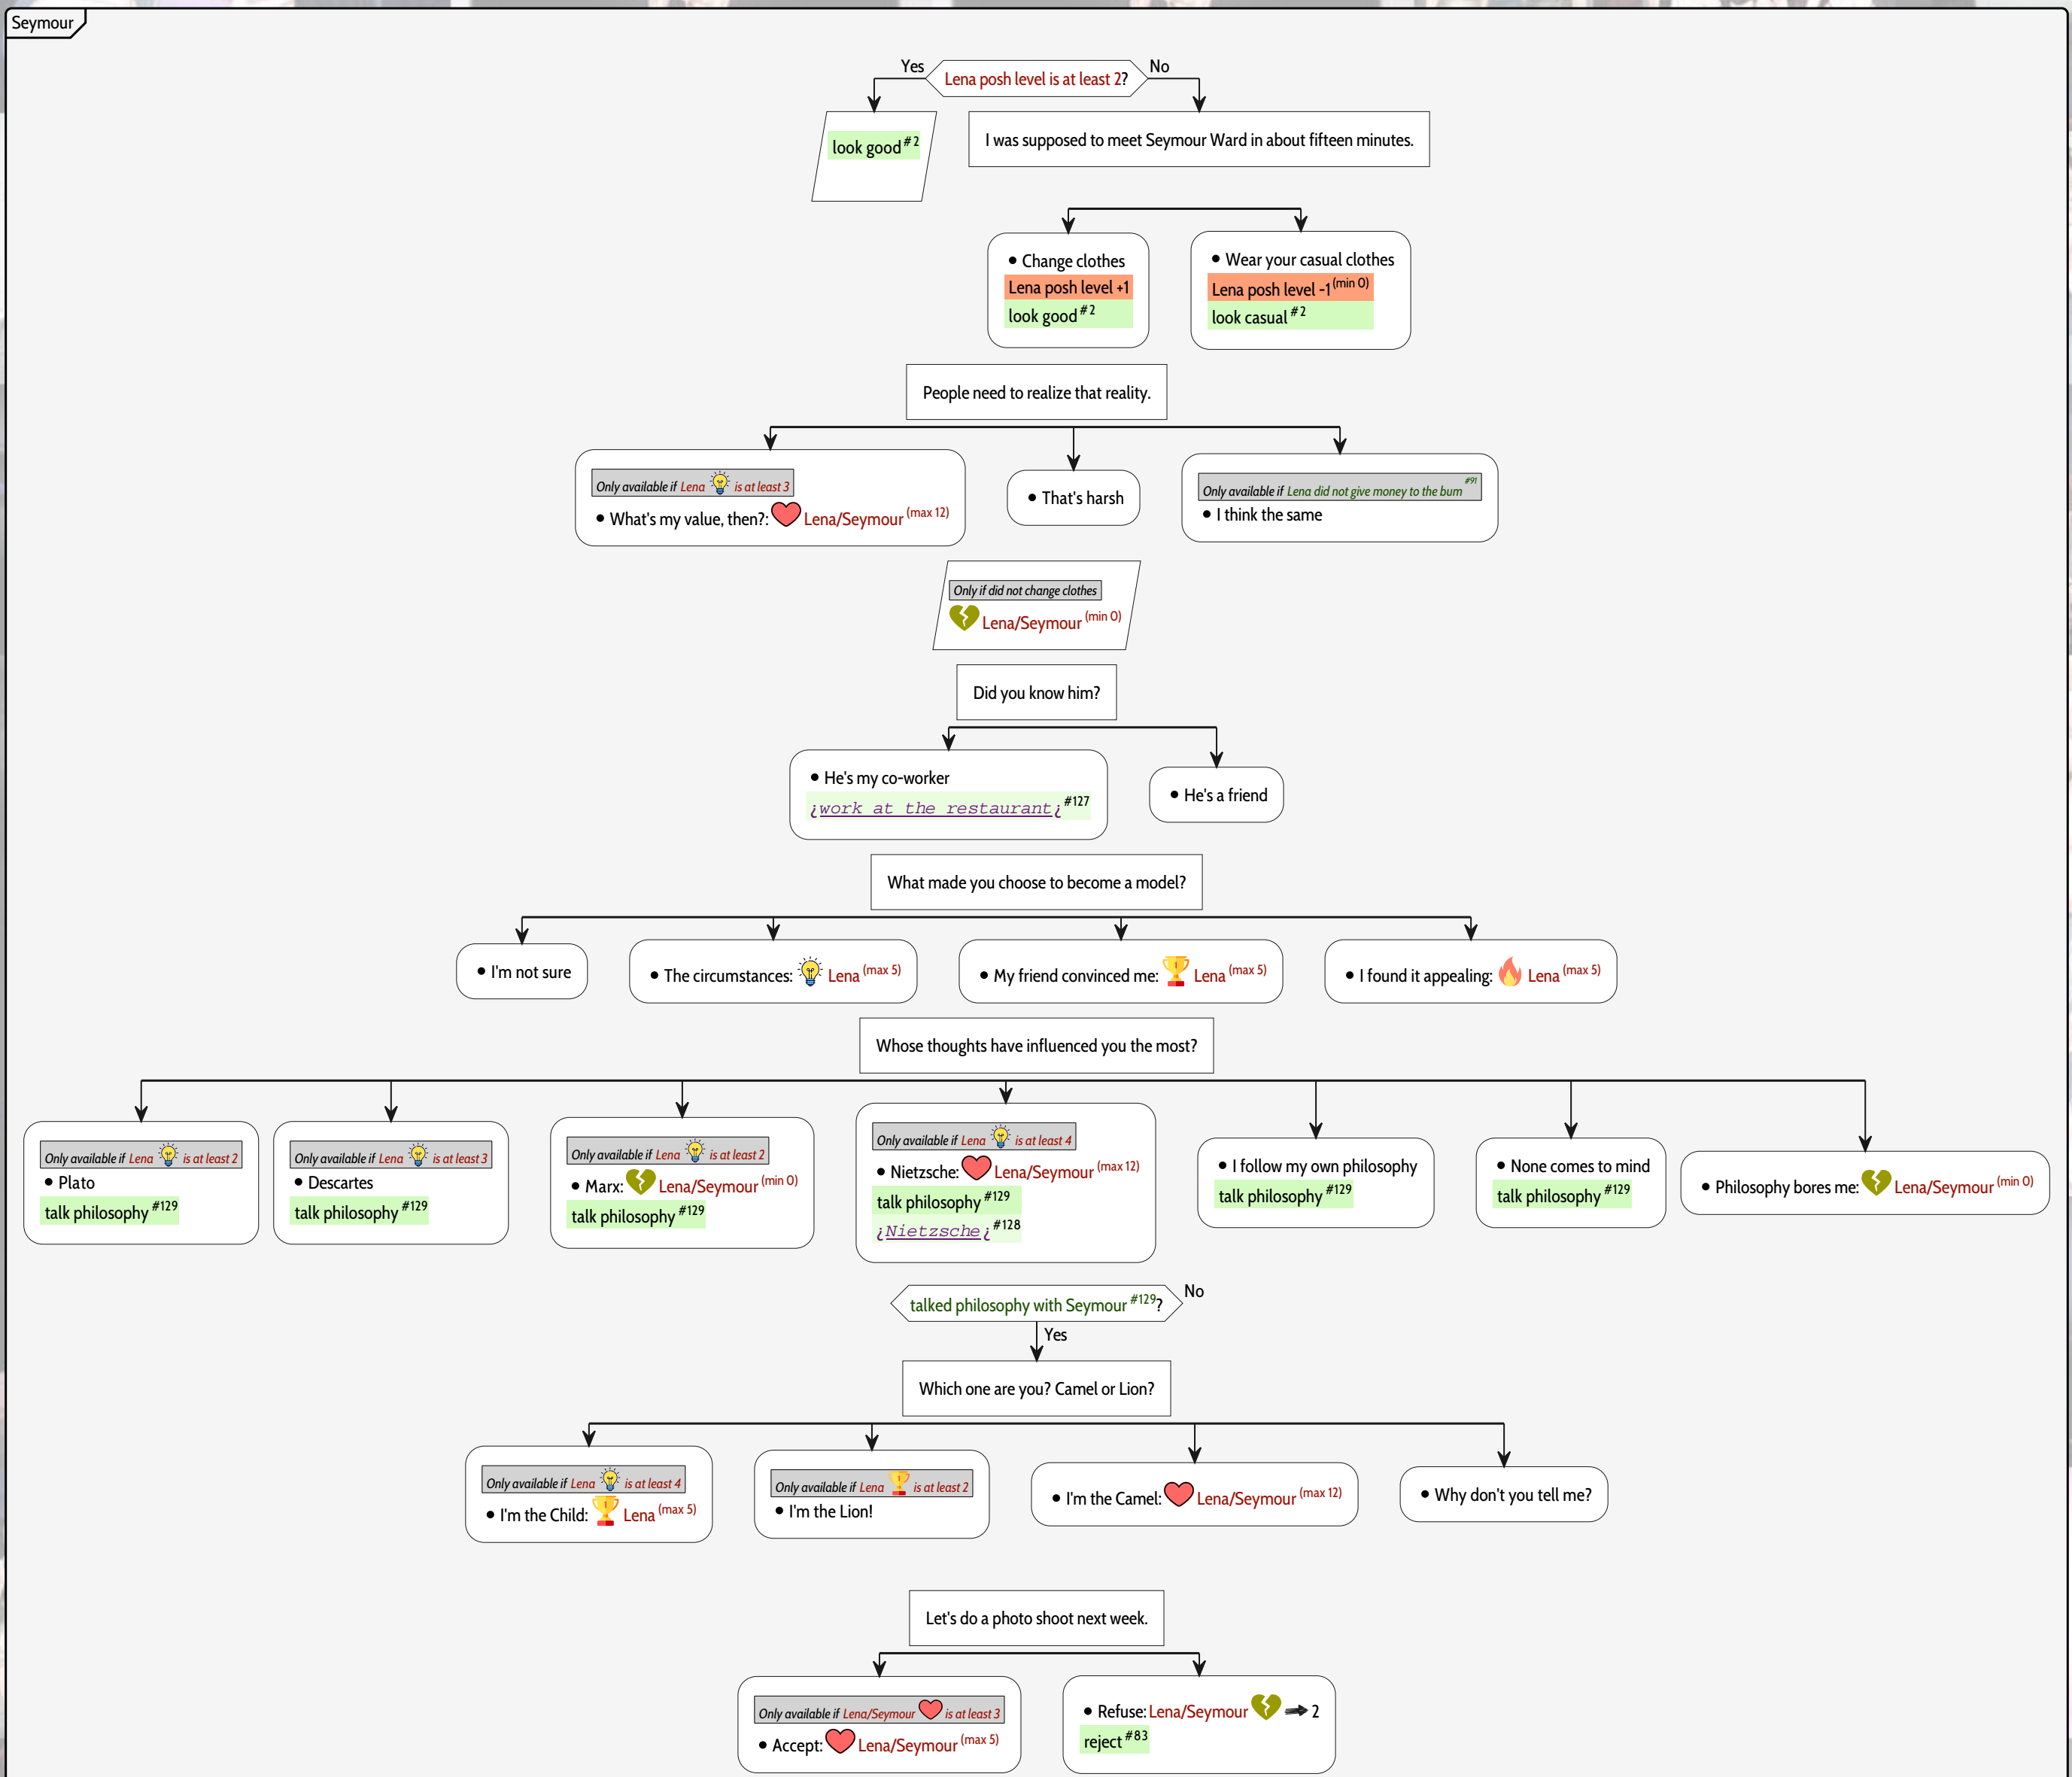 Seymour
Yes
Lena posh level is at least 2?
No
look good #2
I was supposed to meet Seymour Ward in about fifteen minutes.
• Change clothes
Lena posh level +1
look good #2
• Wear your casual clothes
Lena posh level -1 (min 0)
look casual #2
People need to realize that reality.
Only available if Lena is at least 3
• What's my value, then?: Lena/Seymour (max 12)
• That's harsh
Only available if Lena did not give money to the bum #91
• I think the same
Only if did not change clothes
Lena/Seymour (min 0)
Did you know him?
• He's my co-worker
¿work at the restaurant¿ #127
• He's a friend
What made you choose to become a model?
• I'm not sure
• The circumstances: Lena (max 5)
• My friend convinced me: Lena (max 5)
• I found it appealing: Lena (max 5)
Whose thoughts have influenced you the most?
Only available if Lena is at least 2
• Plato
talk philosophy #129
Only available if Lena is at least 3
• Descartes
talk philosophy #129
Only available if Lena is at least 2
• Marx: Lena/Seymour (min 0)
talk philosophy #129
Only available if Lena is at least 4
• Nietzsche: Lena/Seymour (max 12)
talk philosophy #129
¿Nietzsche¿ #128
• I follow my own philosophy
talk philosophy #129
• None comes to mind
talk philosophy #129
• Philosophy bores me: Lena/Seymour (min 0)
talked philosophy with Seymour #129?
No
Yes
Which one are you? Camel or Lion?
Only available if Lena is at least 4
• I'm the Child: Lena (max 5)
Only available if Lena 1 is at least 2
• I'm the Lion!
• I'm the Camel: Lena/Seymour (max 12)
• Why don't you tell me?
Let's do a photo shoot next week.
Only available if Lena/Seymour is at least 3
• Accept: Lena/Seymour (max 5)
• Refuse: Lena/Seymour ➡ 2
reject #83